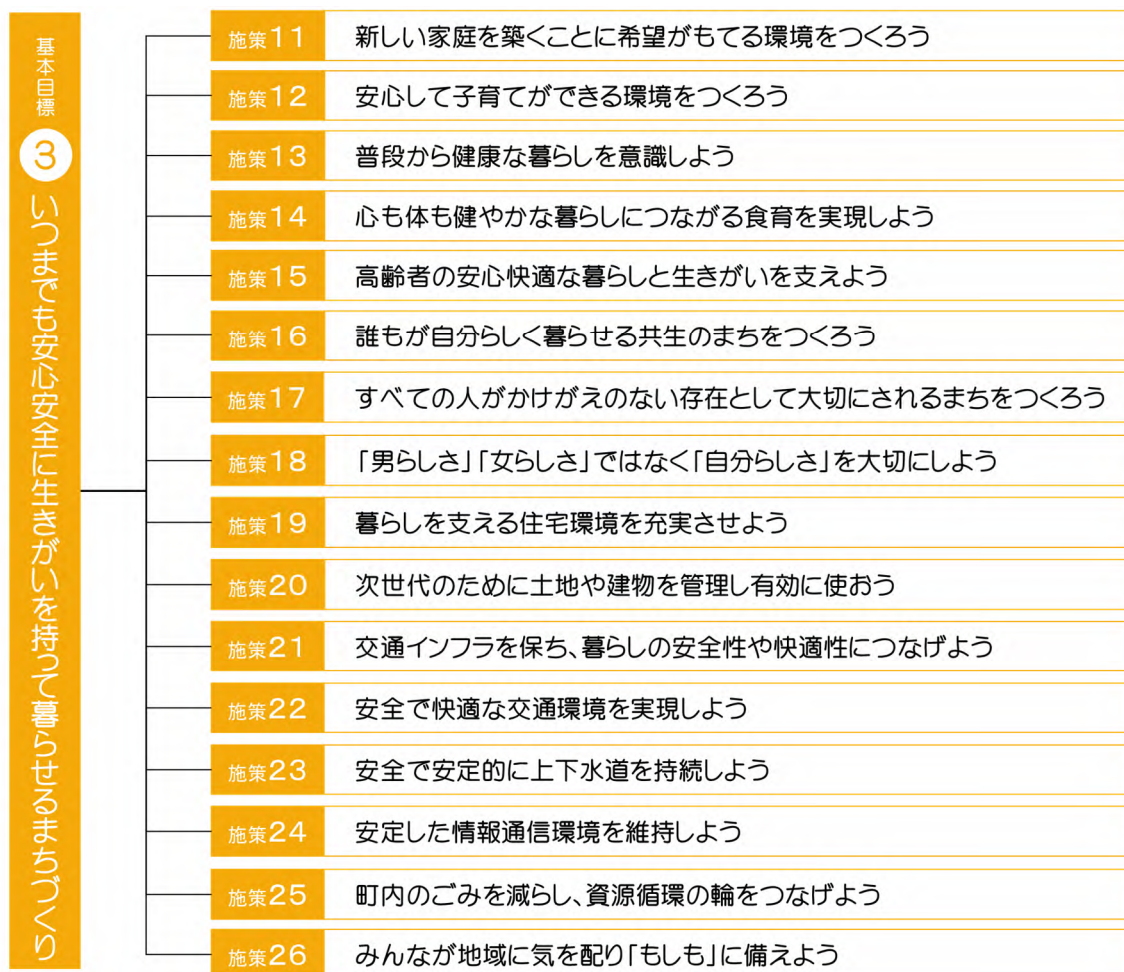 基本目標
3
いつまでも安心安全に生きがいを持って暮らせるまちづくり
施策11 新しい家庭を築くことに希望がもてる環境をつくろう
施策12 安心して子育てができる環境をつくろう
施策13 普段から健康な暮らしを意識しよう
施策14 心も体も健やかな暮らしにつながる食育を実現しよう
施策15 高齢者の安心快適な暮らしと生きがいを支えよう
施策16 誰もが自分らしく暮らせる共生のまちをつくろう
施策17 すべての人がかけがえのない存在として大切にされるまちをつくろう
施策18 「男らしさ」「女らしさ」ではなく「自分らしさ」を大切にしよう
施策19 暮らしを支える住宅環境を充実させよう
施策20 次世代のために土地や建物を管理し有効に使おう
施策21 交通インフラを保ち、暮らしの安全性や快適性につなげよう
施策22 安全で快適な交通環境を実現しよう
施策23 安全で安定的に上下水道を持続しよう
施策24 安定した情報通信環境を維持しよう
施策25 町内のごみを減らし、資源循環の輪をつなげよう
施策26 みんなが地域に気を配り「もしも」に備えよう